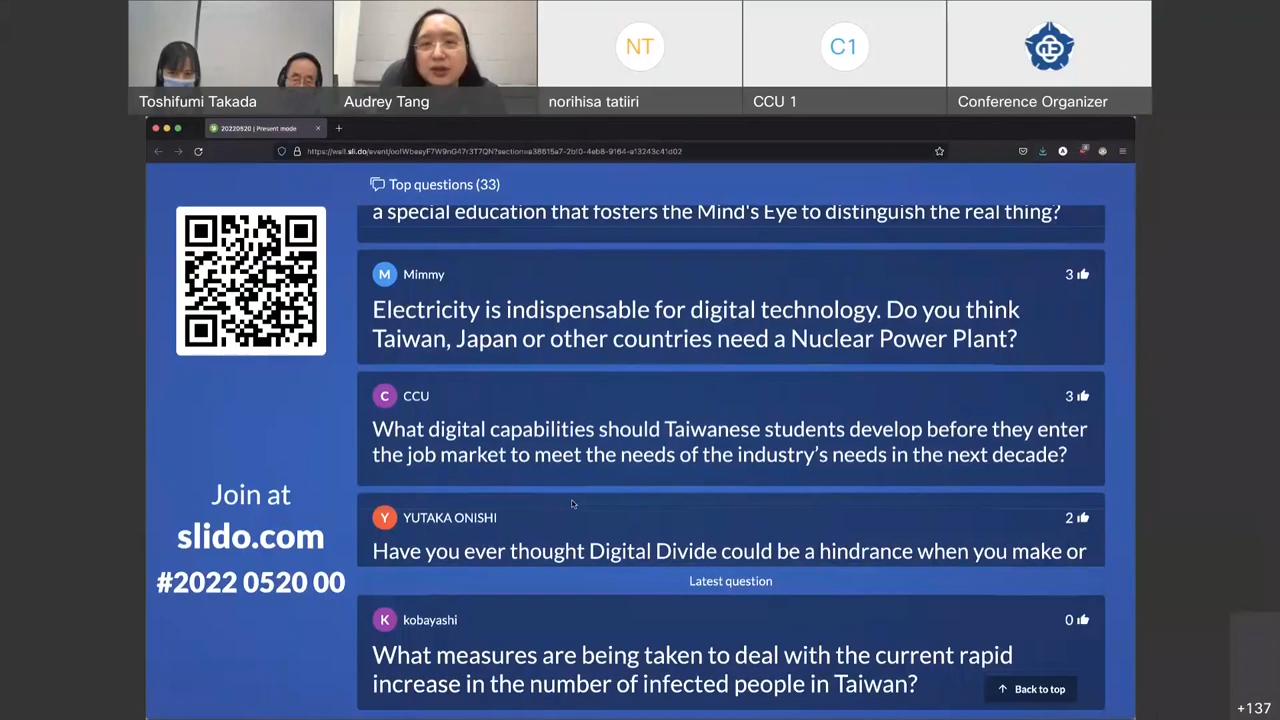 NT
C1
Toshifumi Takada
Audrey Tang
norihisa tatiiri
CCU 1
Conference Organizer
20220520 | Present mode
Top questions (33)
a special education that fosters the Mind's Eye to distinguish the real thing?
M Mimmy
3
Electricity is indispensable for digital technology. Do you think
Taiwan, Japan or other countries need a Nuclear Power Plant?
C CCU
3
What digital capabilities should Taiwanese students develop before they enter
the job market to meet the needs of the industry's needs in the next decade?
Y YUTAKA ONISHI
2
Have you ever thought Digital Divide could be a hindrance when you make or
Latest question
K kobayashi
0
What measures are being taken to deal with the current rapid
increase in the number of infected people in Taiwan?
Back to top
Join at
slido.com
#2022 0520 00
+137